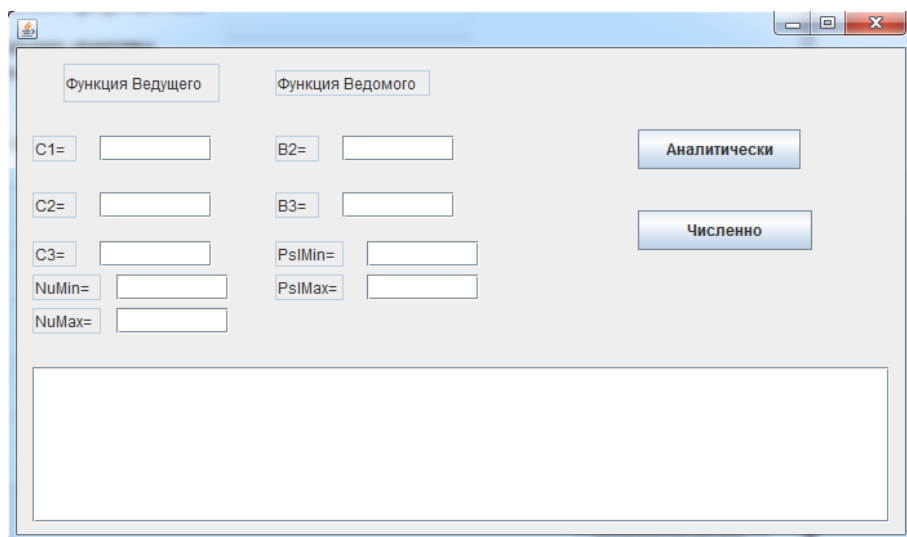 Функция Ведущего Функция Ведомого
C1= B2= Аналитически
C2= B3= Численно
C3= PsIMin=
NuMin= PsIMax=
NuMax=